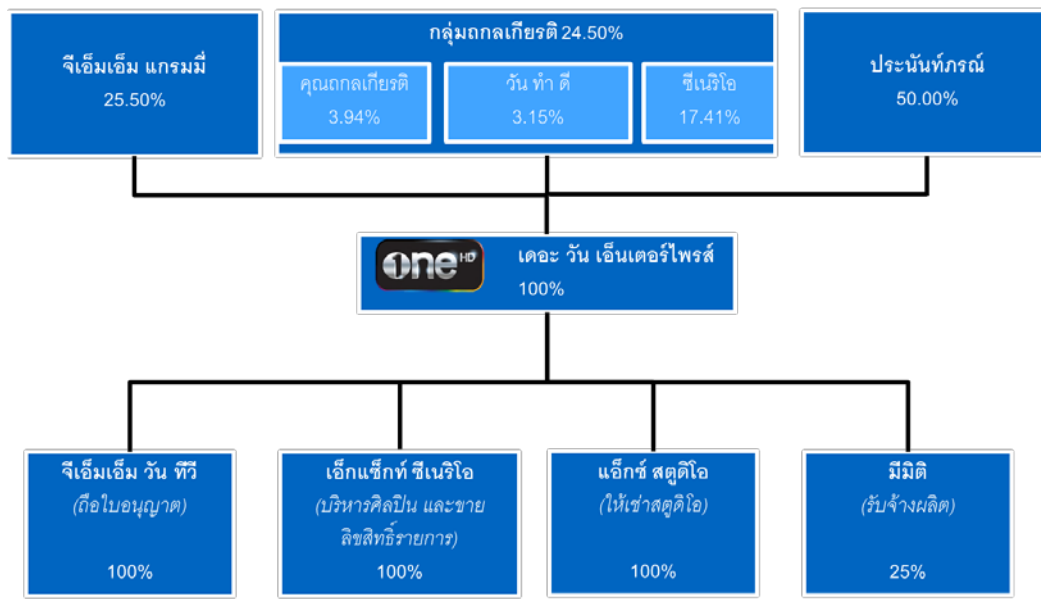 จีเอ็มเอ็ม แกรมมี่
25.50%
กลุ่มถกลเกียรติ 24.50%
คุณถกลเกียรติ
3.94%
วัน ทำ ดี
3.15%
ซีเนริโอ
17.41%
ประนันท์ภรณ์
50.00%
one HD
เดอะ วัน เอ็นเตอร์ไพรส์
100%
จีเอ็มเอ็ม วัน ทีวี
(ถือใบอนุญาต)
100%
เอ็กแซ็กท์ ซีเนริโอ
(บริหารศิลปิน และขาย
ลิขสิทธิ์รายการ)
100%
แอ็กซ์ สตูดิโอ
(ให้เช่าสตูดิโอ)
100%
มีมิติ
(รับจ้างผลิต)
25%